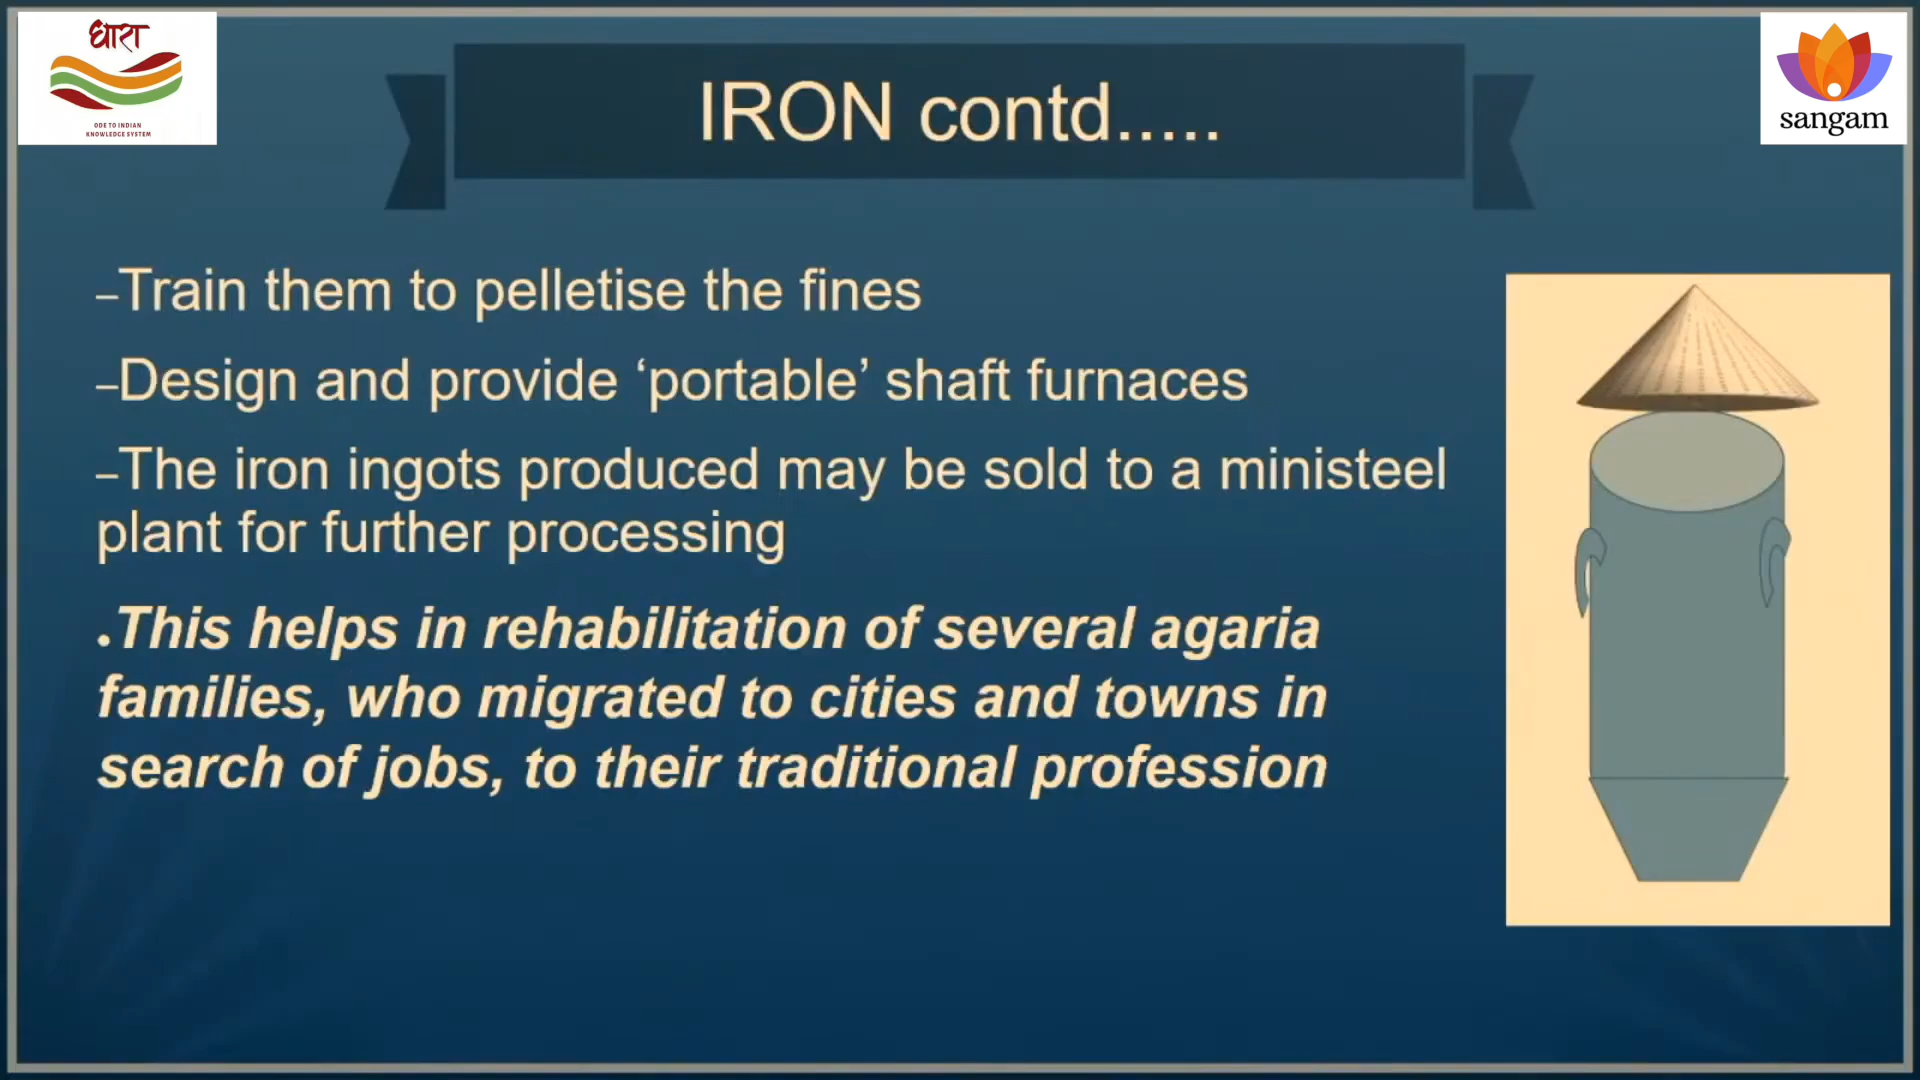 धारा
ODE TO INDIAN
KNOWLEDGE SYSTEM
IRON contd.....
sangam
–Train them to pelletise the fines
–Design and provide ‘portable’ shaft furnaces
–The iron ingots produced may be sold to a ministeel
plant for further processing
•This helps in rehabilitation of several agaria
families, who migrated to cities and towns in
search of jobs, to their traditional profession